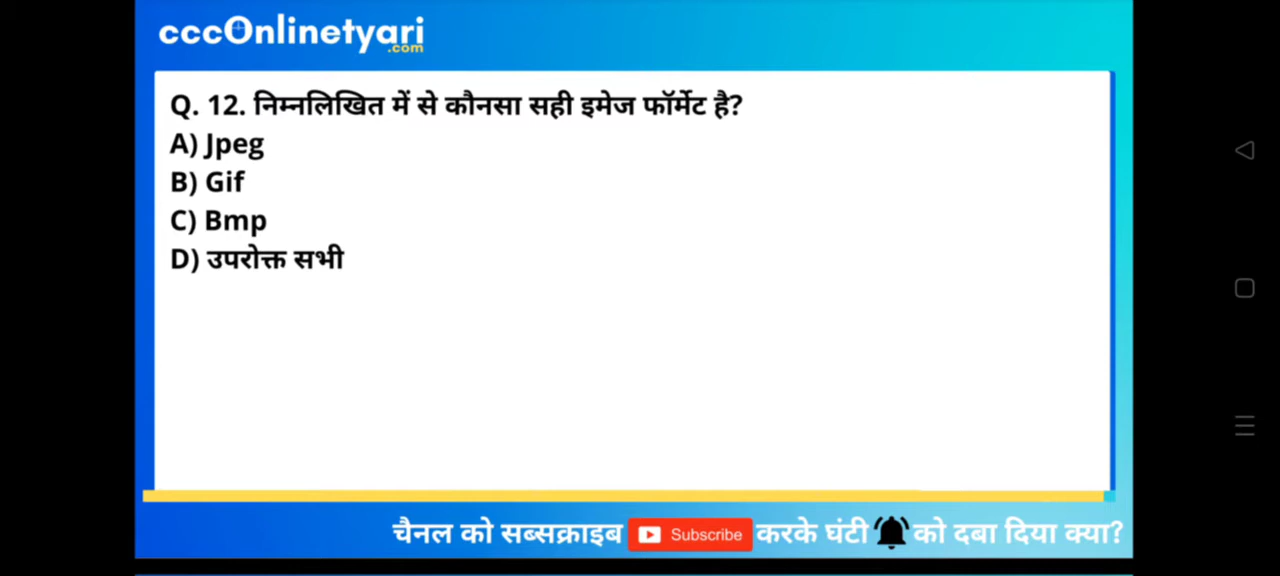 cccOnlinetyari
.com
Q. 12. निम्नलिखित में से कौनसा सही इमेज फॉर्मेट है?
A) Jpeg
B) Gif
C) Bmp
D) उपरोक्त सभी
चैनल को सब्सक्राइब Subscribe करके घंटी को दबा दिया क्या?